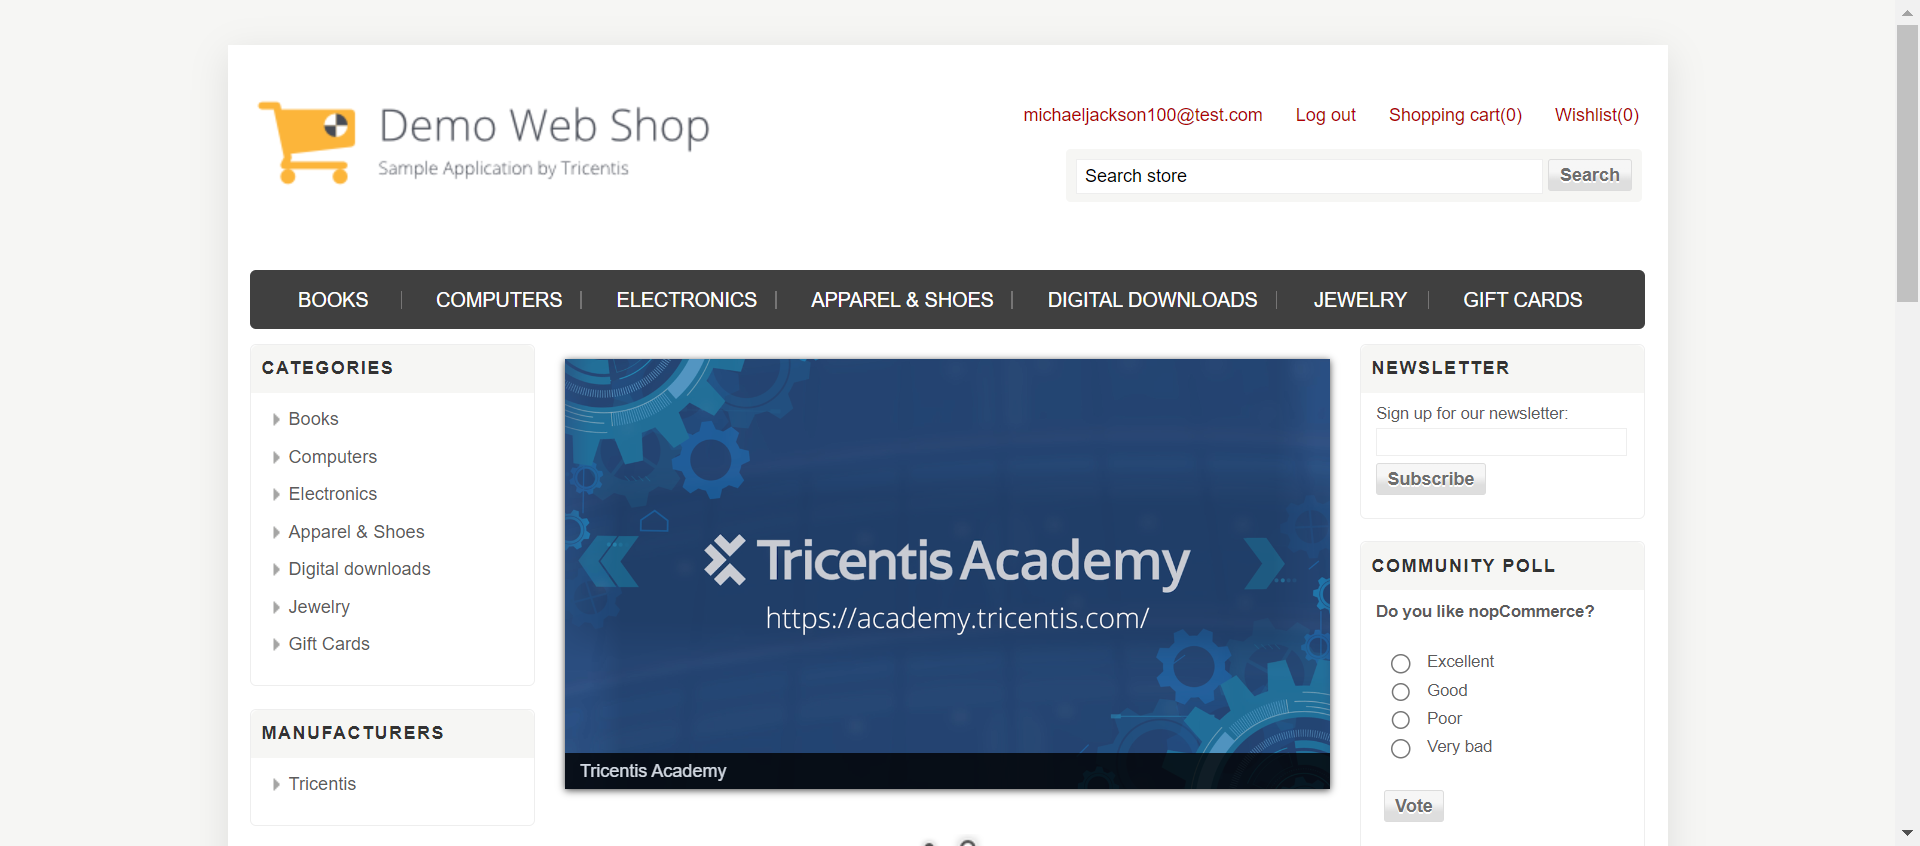 Demo Web Shop
Sample Application by Tricentis
michaeljackson100@test.com Log out Shopping cart(0) Wishlist(0)
Search store Search
BOOKS COMPUTERS ELECTRONICS APPAREL & SHOES DIGITAL DOWNLOADS JEWELRY GIFT CARDS
CATEGORIES
Books
Computers
Electronics
Apparel & Shoes
Digital downloads
Jewelry
Gift Cards
MANUFACTURERS
Tricentis
Tricentis Academy
https://academy.tricentis.com/
Tricentis Academy
NEWSLETTER
Sign up for our newsletter:
Subscribe
COMMUNITY POLL
Do you like nopCommerce?
Excellent
Good
Poor
Very bad
Vote